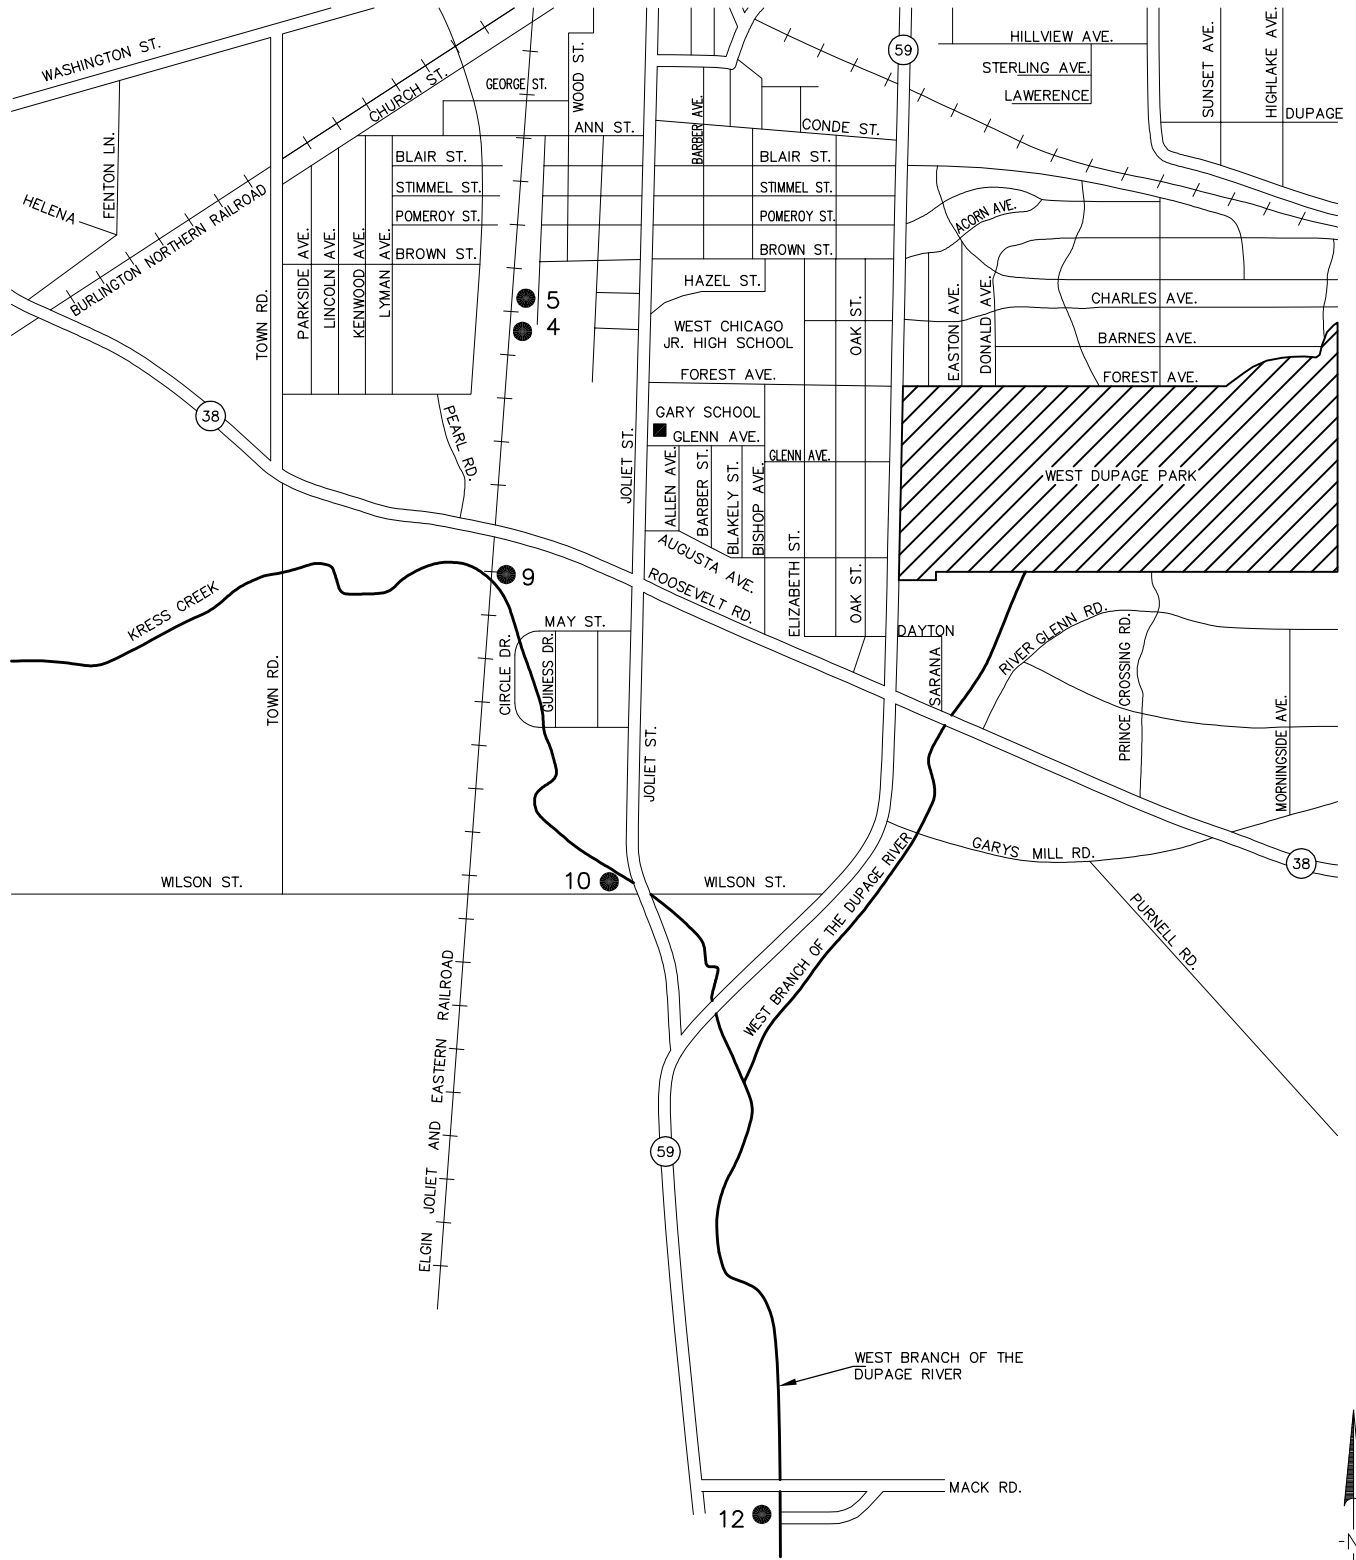 WASHINGTON ST.
CHURCH ST.
GEORGE ST.
WOOD ST.
59
HILLVIEW AVE.
STERLING AVE.
LAWERENCE
SUNSET AVE.
HIGHLAKE AVE.
DUPAGE
ANN ST.
BARBER AVE.
CONDE ST.
FENTON LN.
HELENA
BURLINGTON NORTHERN RAILROAD
BLAIR ST.
STIMMEL ST.
POMEROY ST.
BROWN ST.
BLAIR ST.
STIMMEL ST.
POMEROY ST.
BROWN ST.
ACORN AVE.
TOWN RD.
PARKSIDE AVE.
LINCOLN AVE.
KENWOOD AVE.
LYMAN AVE.
5
4
HAZEL ST.
WEST CHICAGO
JR. HIGH SCHOOL
OAK ST.
EASTON AVE.
DONALD AVE.
CHARLES AVE.
BARNES AVE.
FOREST AVE.
FOREST AVE.
38
PEARL RD.
JOLIET ST.
GARY SCHOOL
GLENN AVE.
GLENN AVE.
ALLEN AVE.
BARBER ST.
BLAKELY ST.
BISHOP AVE.
WEST DUPAGE PARK
AUGUSTA AVE.
ROOSEVELT RD.
ELIZABETH ST.
OAK ST.
KRESS CREEK
9
MAY ST.
CIRCLE DR.
GUINESS DR.
DAYTON
SARANA
RIVER GLENN RD.
PRINCE CROSSING RD.
MORNINGSIDE AVE.
TOWN RD.
JOLIET ST.
GARYS MILL RD.
38
WILSON ST.
10
WILSON ST.
WEST BRANCH OF THE DUPAGE RIVER
PURNELL RD.
ELGIN JOLIET AND EASTERN RAILROAD
59
WEST BRANCH OF THE
DUPAGE RIVER
MACK RD.
12
-N